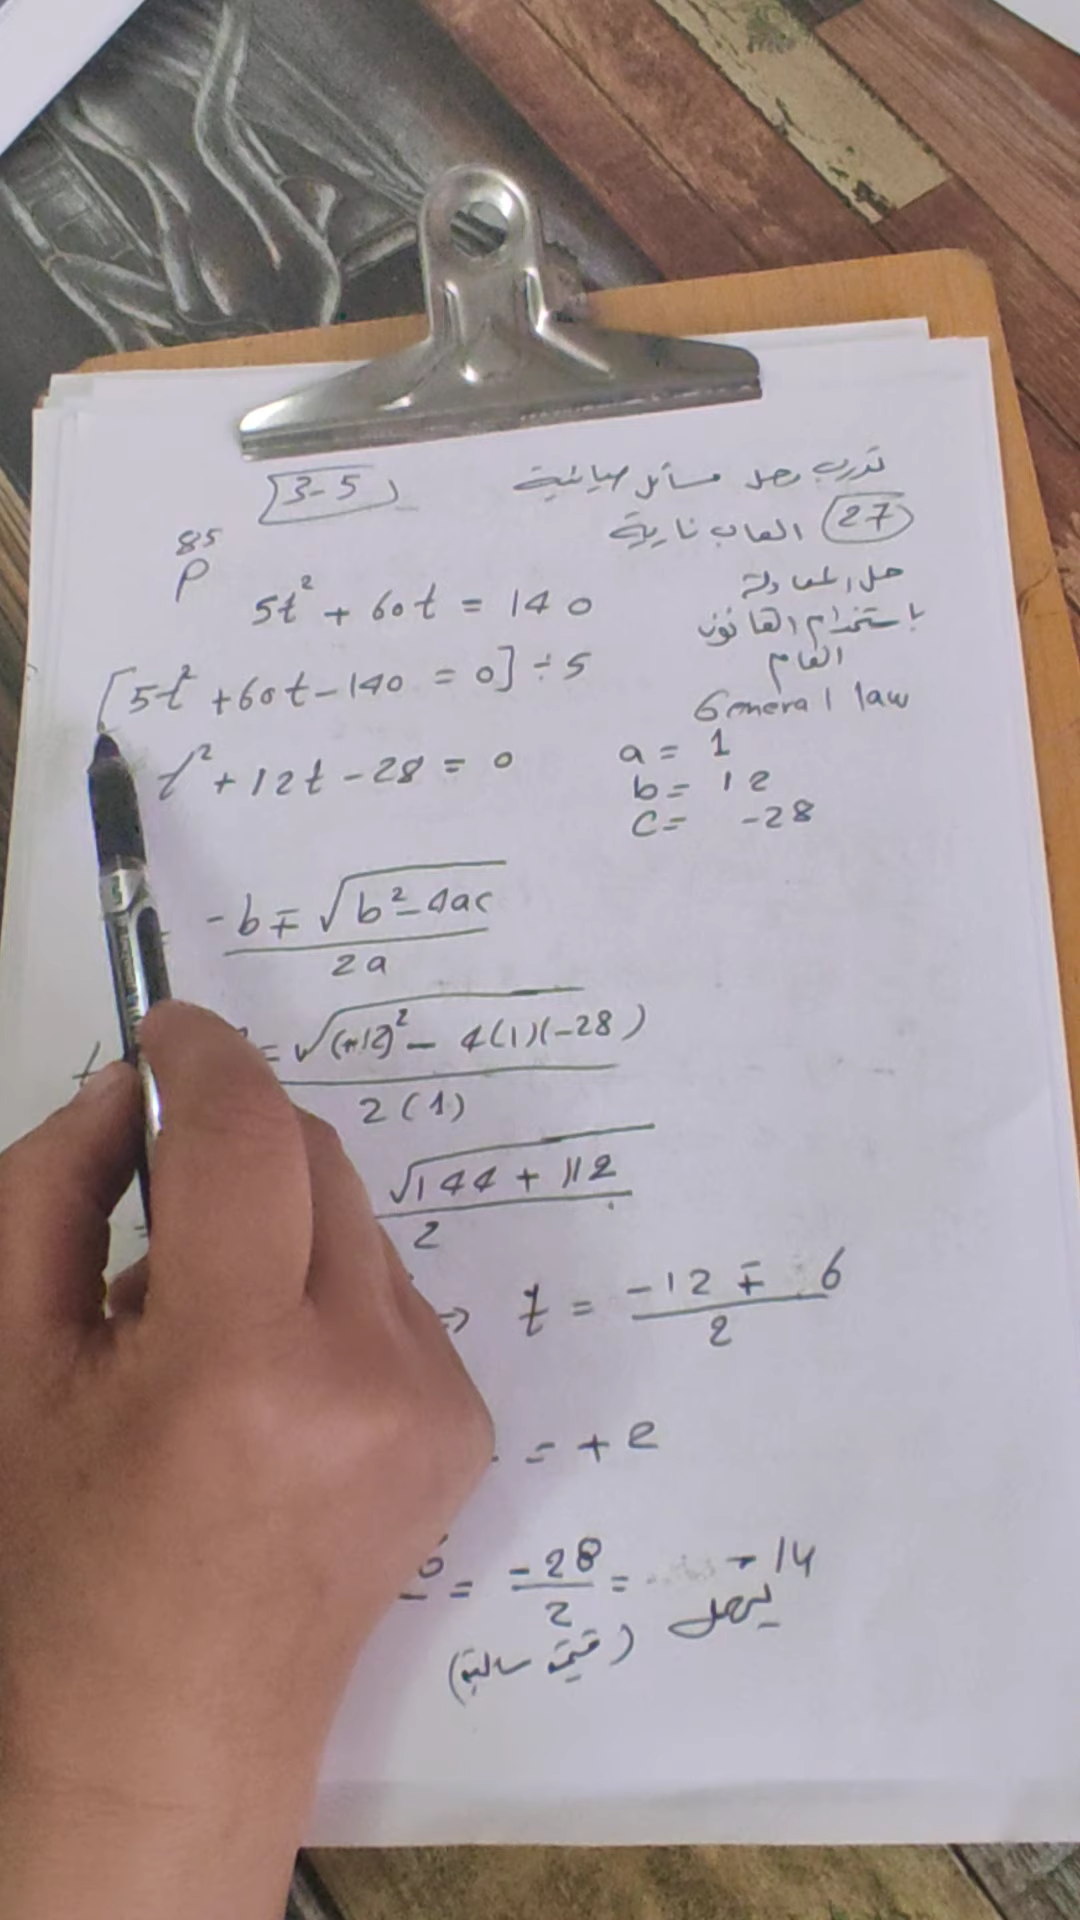 [3-5]
تدرب بحل مسائل حياتية
(27) العاب نارية
85
P
حل المعادلة
باستخدام القانون
العام
General law
5t² + 60t = 140
[5t² + 60t - 140 = 0] ÷ 5
t² + 12t - 28 = 0
a = 1
b = 12
c = -28
-b ∓ √b² - 4ac
2a
√(+12)² - 4(1)(-28)
t
2(1)
√144 + 112
2
⇒ t = -12 ∓ 6
2
= +2
= -28 = -14
2
يهمل (قيمة سالبة)